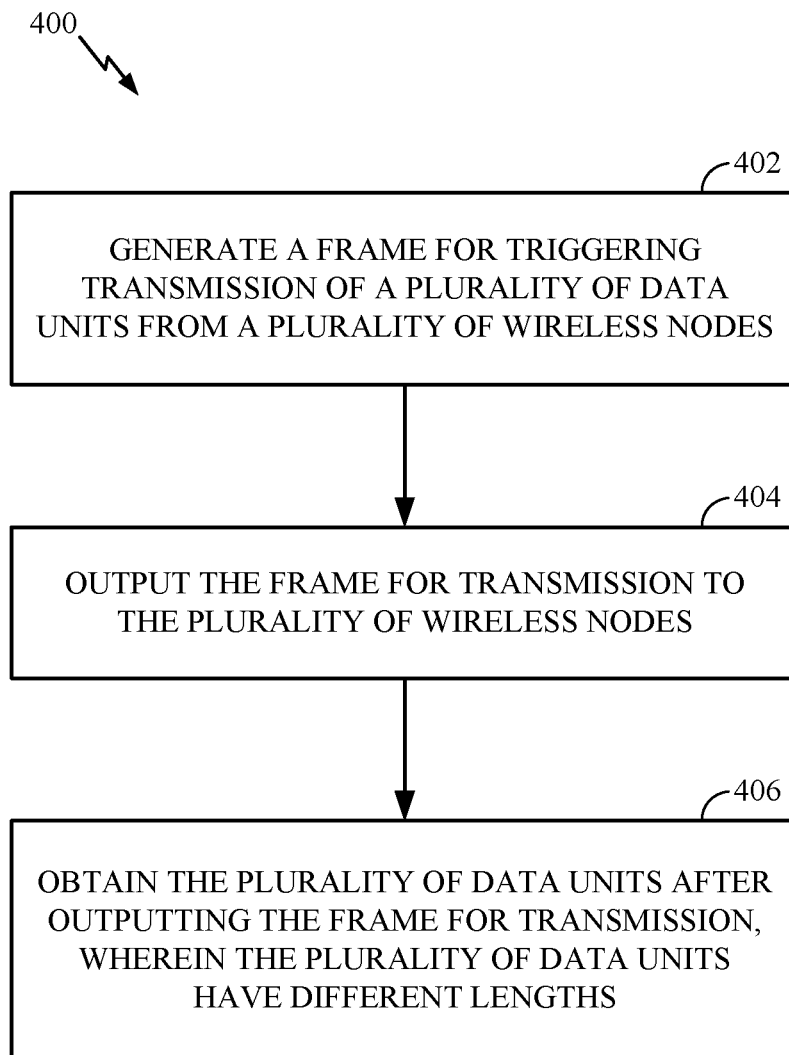 400
402
GENERATE A FRAME FOR TRIGGERING
TRANSMISSION OF A PLURALITY OF DATA
UNITS FROM A PLURALITY OF WIRELESS NODES
404
OUTPUT THE FRAME FOR TRANSMISSION TO
THE PLURALITY OF WIRELESS NODES
406
OBTAIN THE PLURALITY OF DATA UNITS AFTER
OUTPUTTING THE FRAME FOR TRANSMISSION,
WHEREIN THE PLURALITY OF DATA UNITS
HAVE DIFFERENT LENGTHS